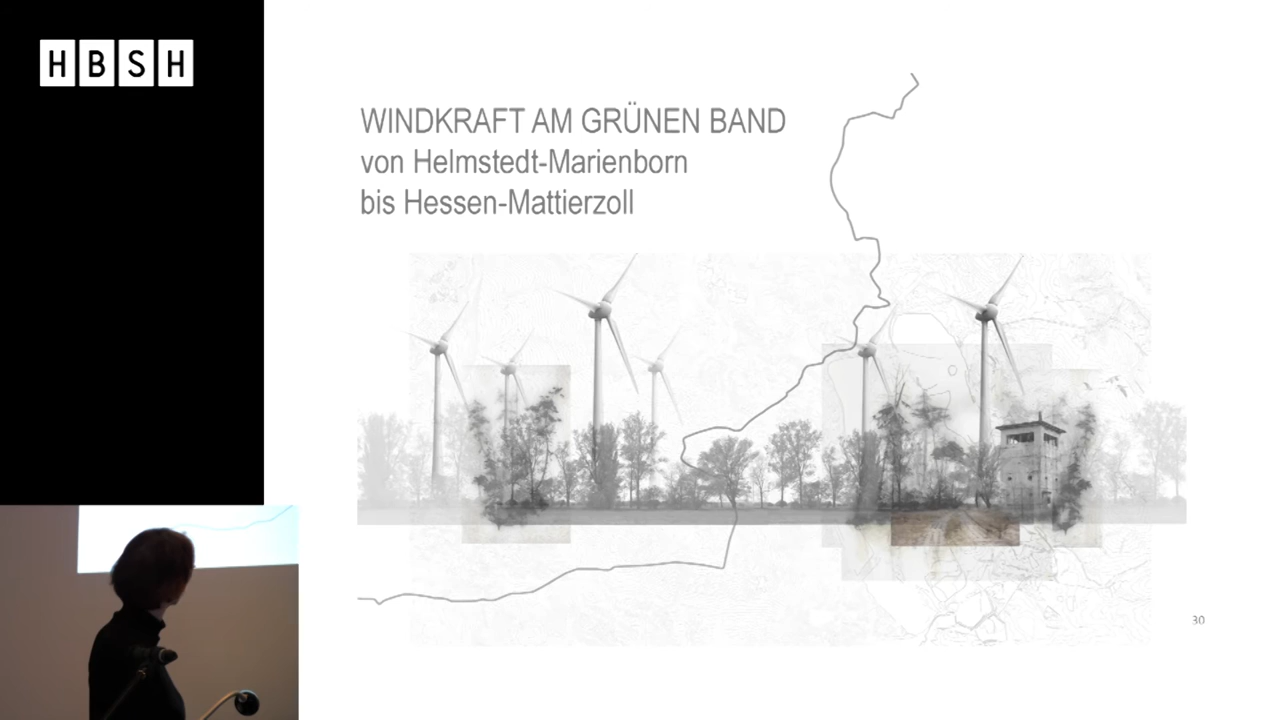 HBSH
WINDKRAFT AM GRÜNEN BAND
von Helmstedt-Marienborn
bis Hessen-Mattierzoll
30